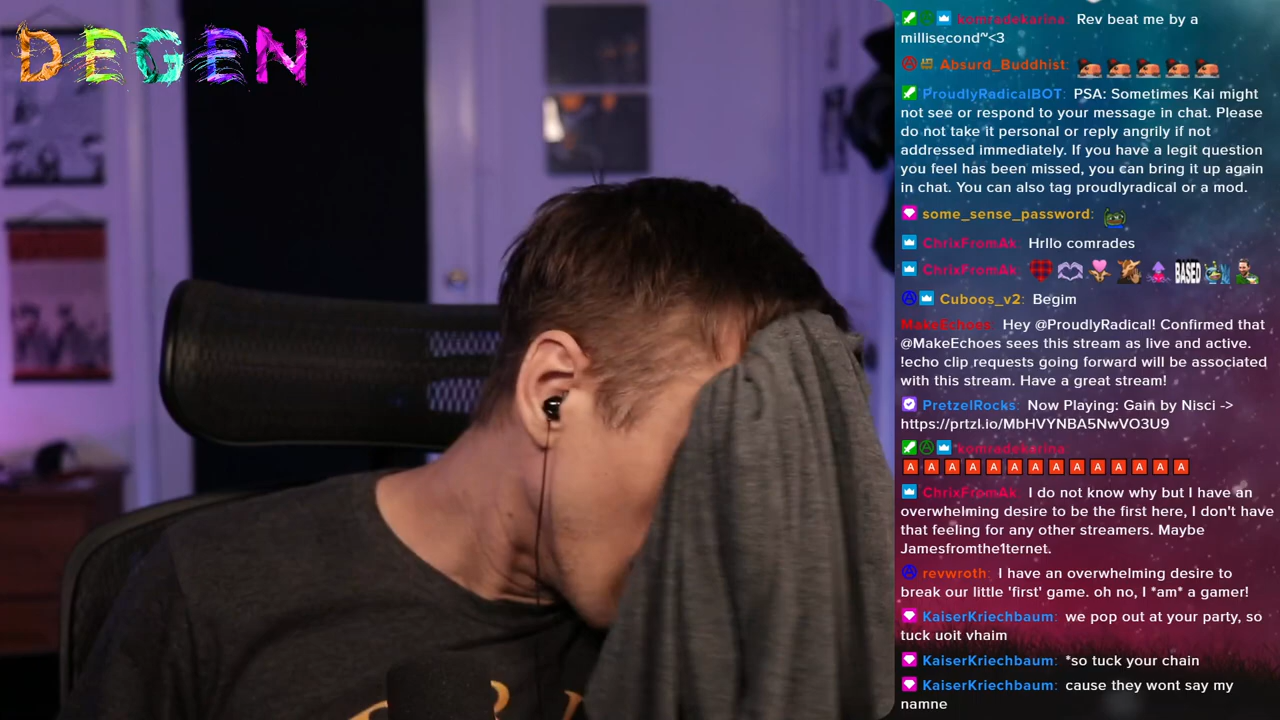 DEGEN
komradekarina: Rev beat me by a
millisecond~<3
Absurd_Buddhist:
ProudlyRadicalBOT: PSA: Sometimes Kai might
not see or respond to your message in chat. Please
do not take it personal or reply angrily if not
addressed immediately. If you have a legit question
you feel has been missed, you can bring it up again
in chat. You can also tag proudlyradical or a mod.
some_sense_password:
ChrixFromAk: Hrllo comrades
ChrixFromAk: BASED
Cuboos_v2: Begim
MakeEchoes: Hey @ProudlyRadical! Confirmed that
@MakeEchoes sees this stream as live and active.
!echo clip requests going forward will be associated
with this stream. Have a great stream!
PretzelRocks: Now Playing: Gain by Nisci ->
https://prtzl.io/MbHVYNBA5NwVO3U9
komradekarina:
A A A A A A A A A A A A A A
ChrixFromAk: I do not know why but I have an
overwhelming desire to be the first here, I don't have
that feeling for any other streamers. Maybe
Jamesfromthe1ternet.
revwroth: I have an overwhelming desire to
break our little 'first' game. oh no, I *am* a gamer!
KaiserKriechbaum: we pop out at your party, so
tuck uoit vhaim
KaiserKriechbaum: *so tuck your chain
KaiserKriechbaum: cause they wont say my
namne